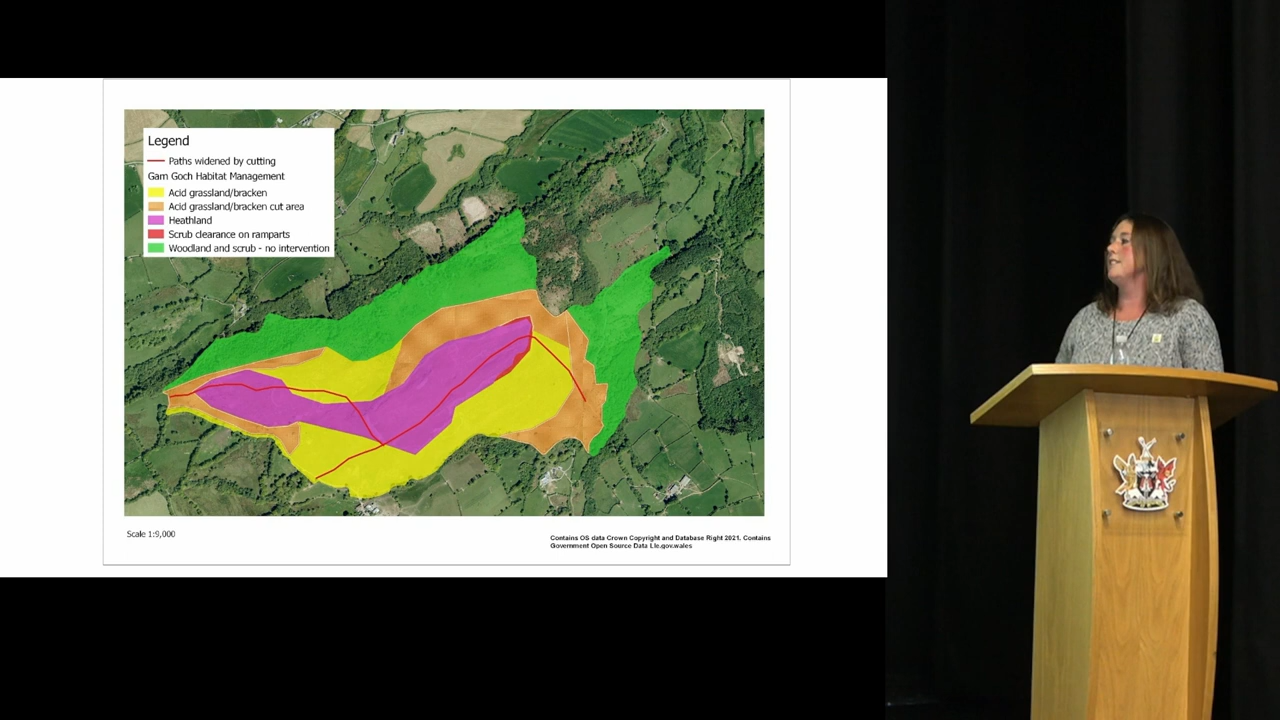 Legend
Paths widened by cutting
Garn Goch Habitat Management
Acid grassland/bracken
Acid grassland/bracken cut area
Heathland
Scrub clearance on ramparts
Woodland and scrub - no intervention
Scale 1:9,000
Contains OS data Crown Copyright and Database Right 2021. Contains
Government Open Source Data Lle.gov.wales